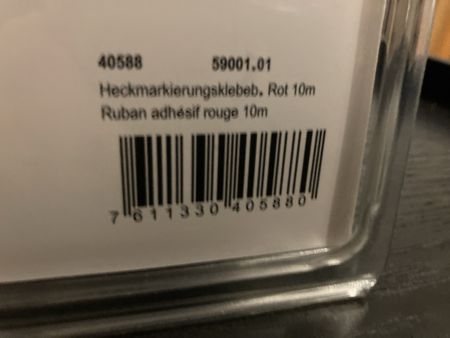 40588 59001.01
Heckmarkierungsklebeb. Rot 10m
Ruban adhésif rouge 10m
7 611330 405880